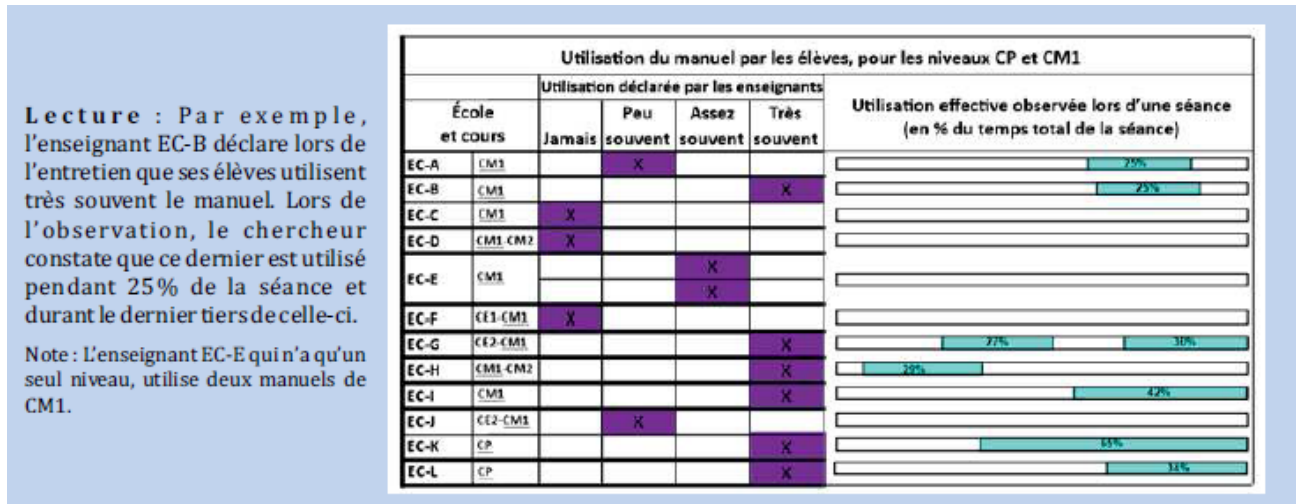 Lecture : Par exemple,
l'enseignant EC-B déclare lors de
l'entretien que ses élèves utilisent
très souvent le manuel. Lors de
l'observation, le chercheur
constate que ce dernier est utilisé
pendant 25% de la séance et
durant le dernier tiers de celle-ci.
Note : L'enseignant EC-E qui n'a qu'un
seul niveau, utilise deux manuels de
CM1.
Utilisation du manuel par les élèves, pour les niveaux CP et CM1
École
et cours
Utilisation déclarée par les enseignants
Jamais
Peu
souvent
Assez
souvent
Très
souvent
Utilisation effective observée lors d'une séance
(en % du temps total de la séance)
EC-A CM1 X 25%
EC-B CM1 X 25%
EC-C CM1 X
EC-D CM1-CM2 X
EC-E CM1 X
X
EC-F CE1-CM1 X
EC-G CE2-CM1 X 27% 30%
EC-H CM1-CM2 X 29%
EC-I CM1 X 42%
EC-J CE2-CM1 X
EC-K CP X
EC-L CP X